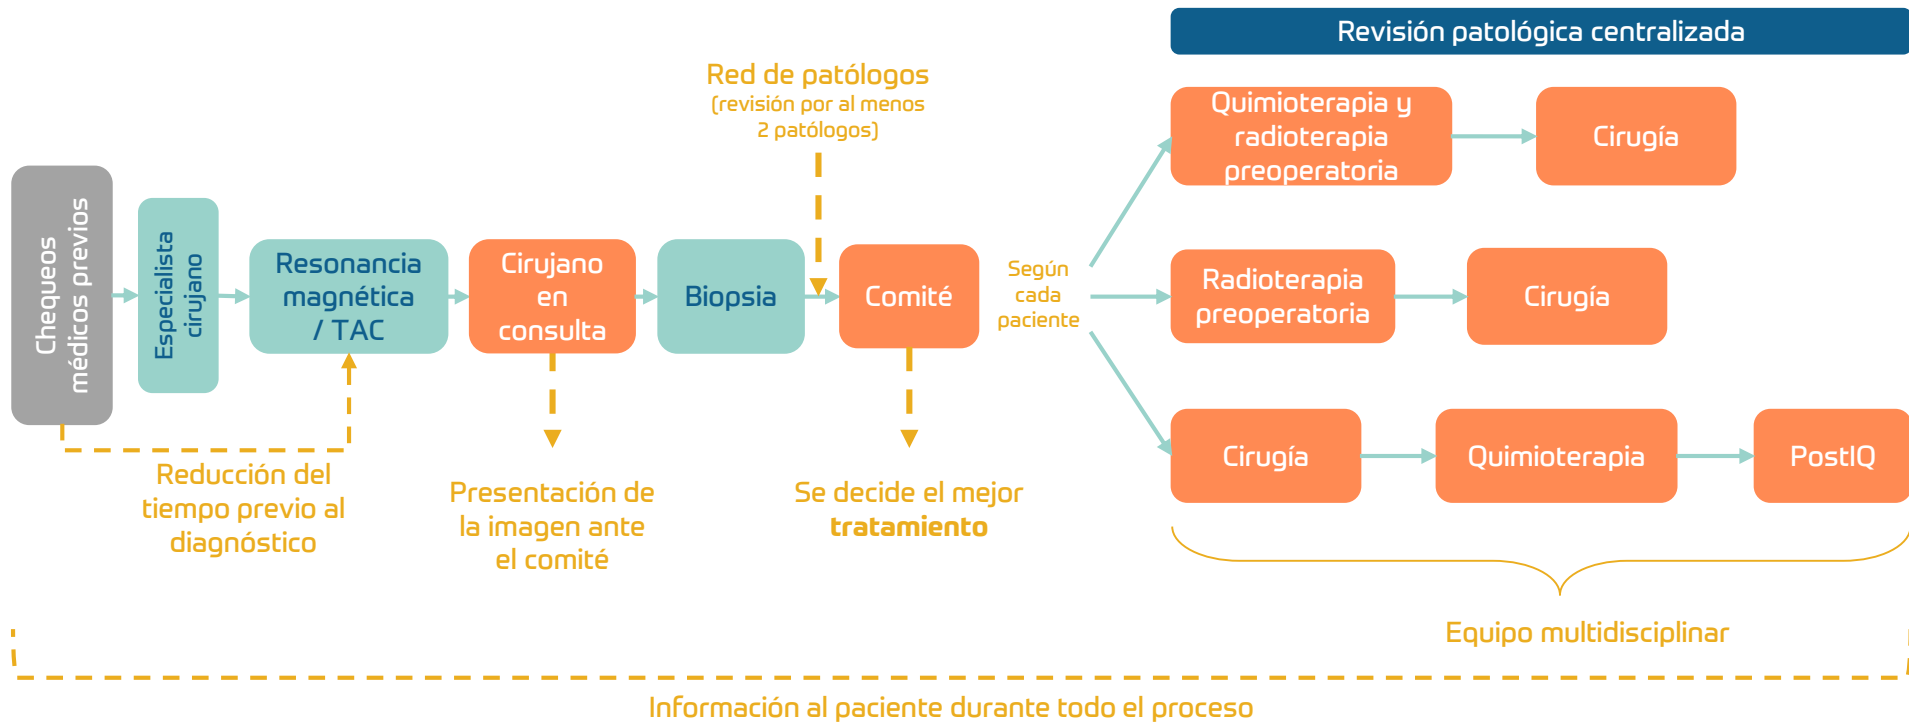 Revisión patológica centralizada
Red de patólogos
(revisión por al menos
2 patólogos)
Chequeos
médicos previos
Especialista
cirujano
Resonancia
magnética
/ TAC
Cirujano
en
consulta
Biopsia
Comité
Según
cada
paciente
Quimioterapia y
radioterapia
preoperatoria
Cirugía
Radioterapia
preoperatoria
Cirugía
Cirugía
Quimioterapia
PostIQ
Reducción del
tiempo previo al
diagnóstico
Presentación de
la imagen ante
el comité
Se decide el mejor
tratamiento
Equipo multidisciplinar
Información al paciente durante todo el proceso